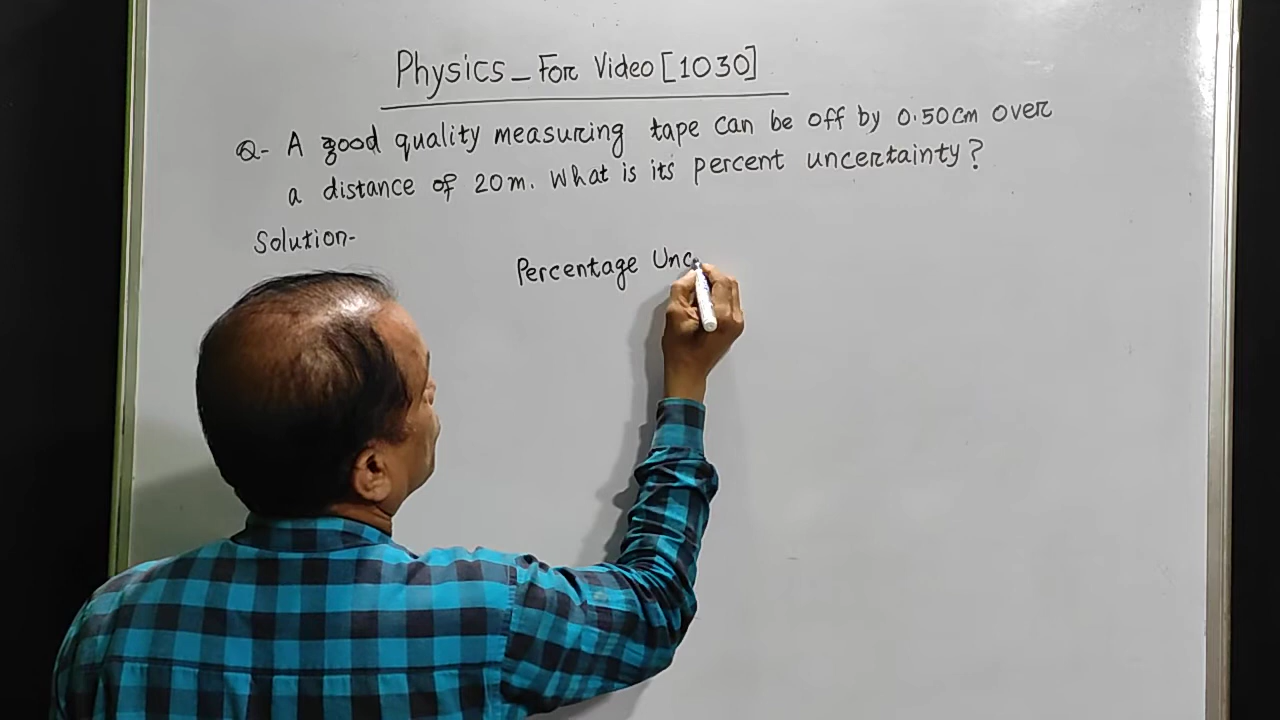 Physics_For Video [1030]
Q- A good quality measuring tape can be off by 0.50cm over
a distance of 20m. What is its percent uncertainty?
Solution-
Percentage Unc